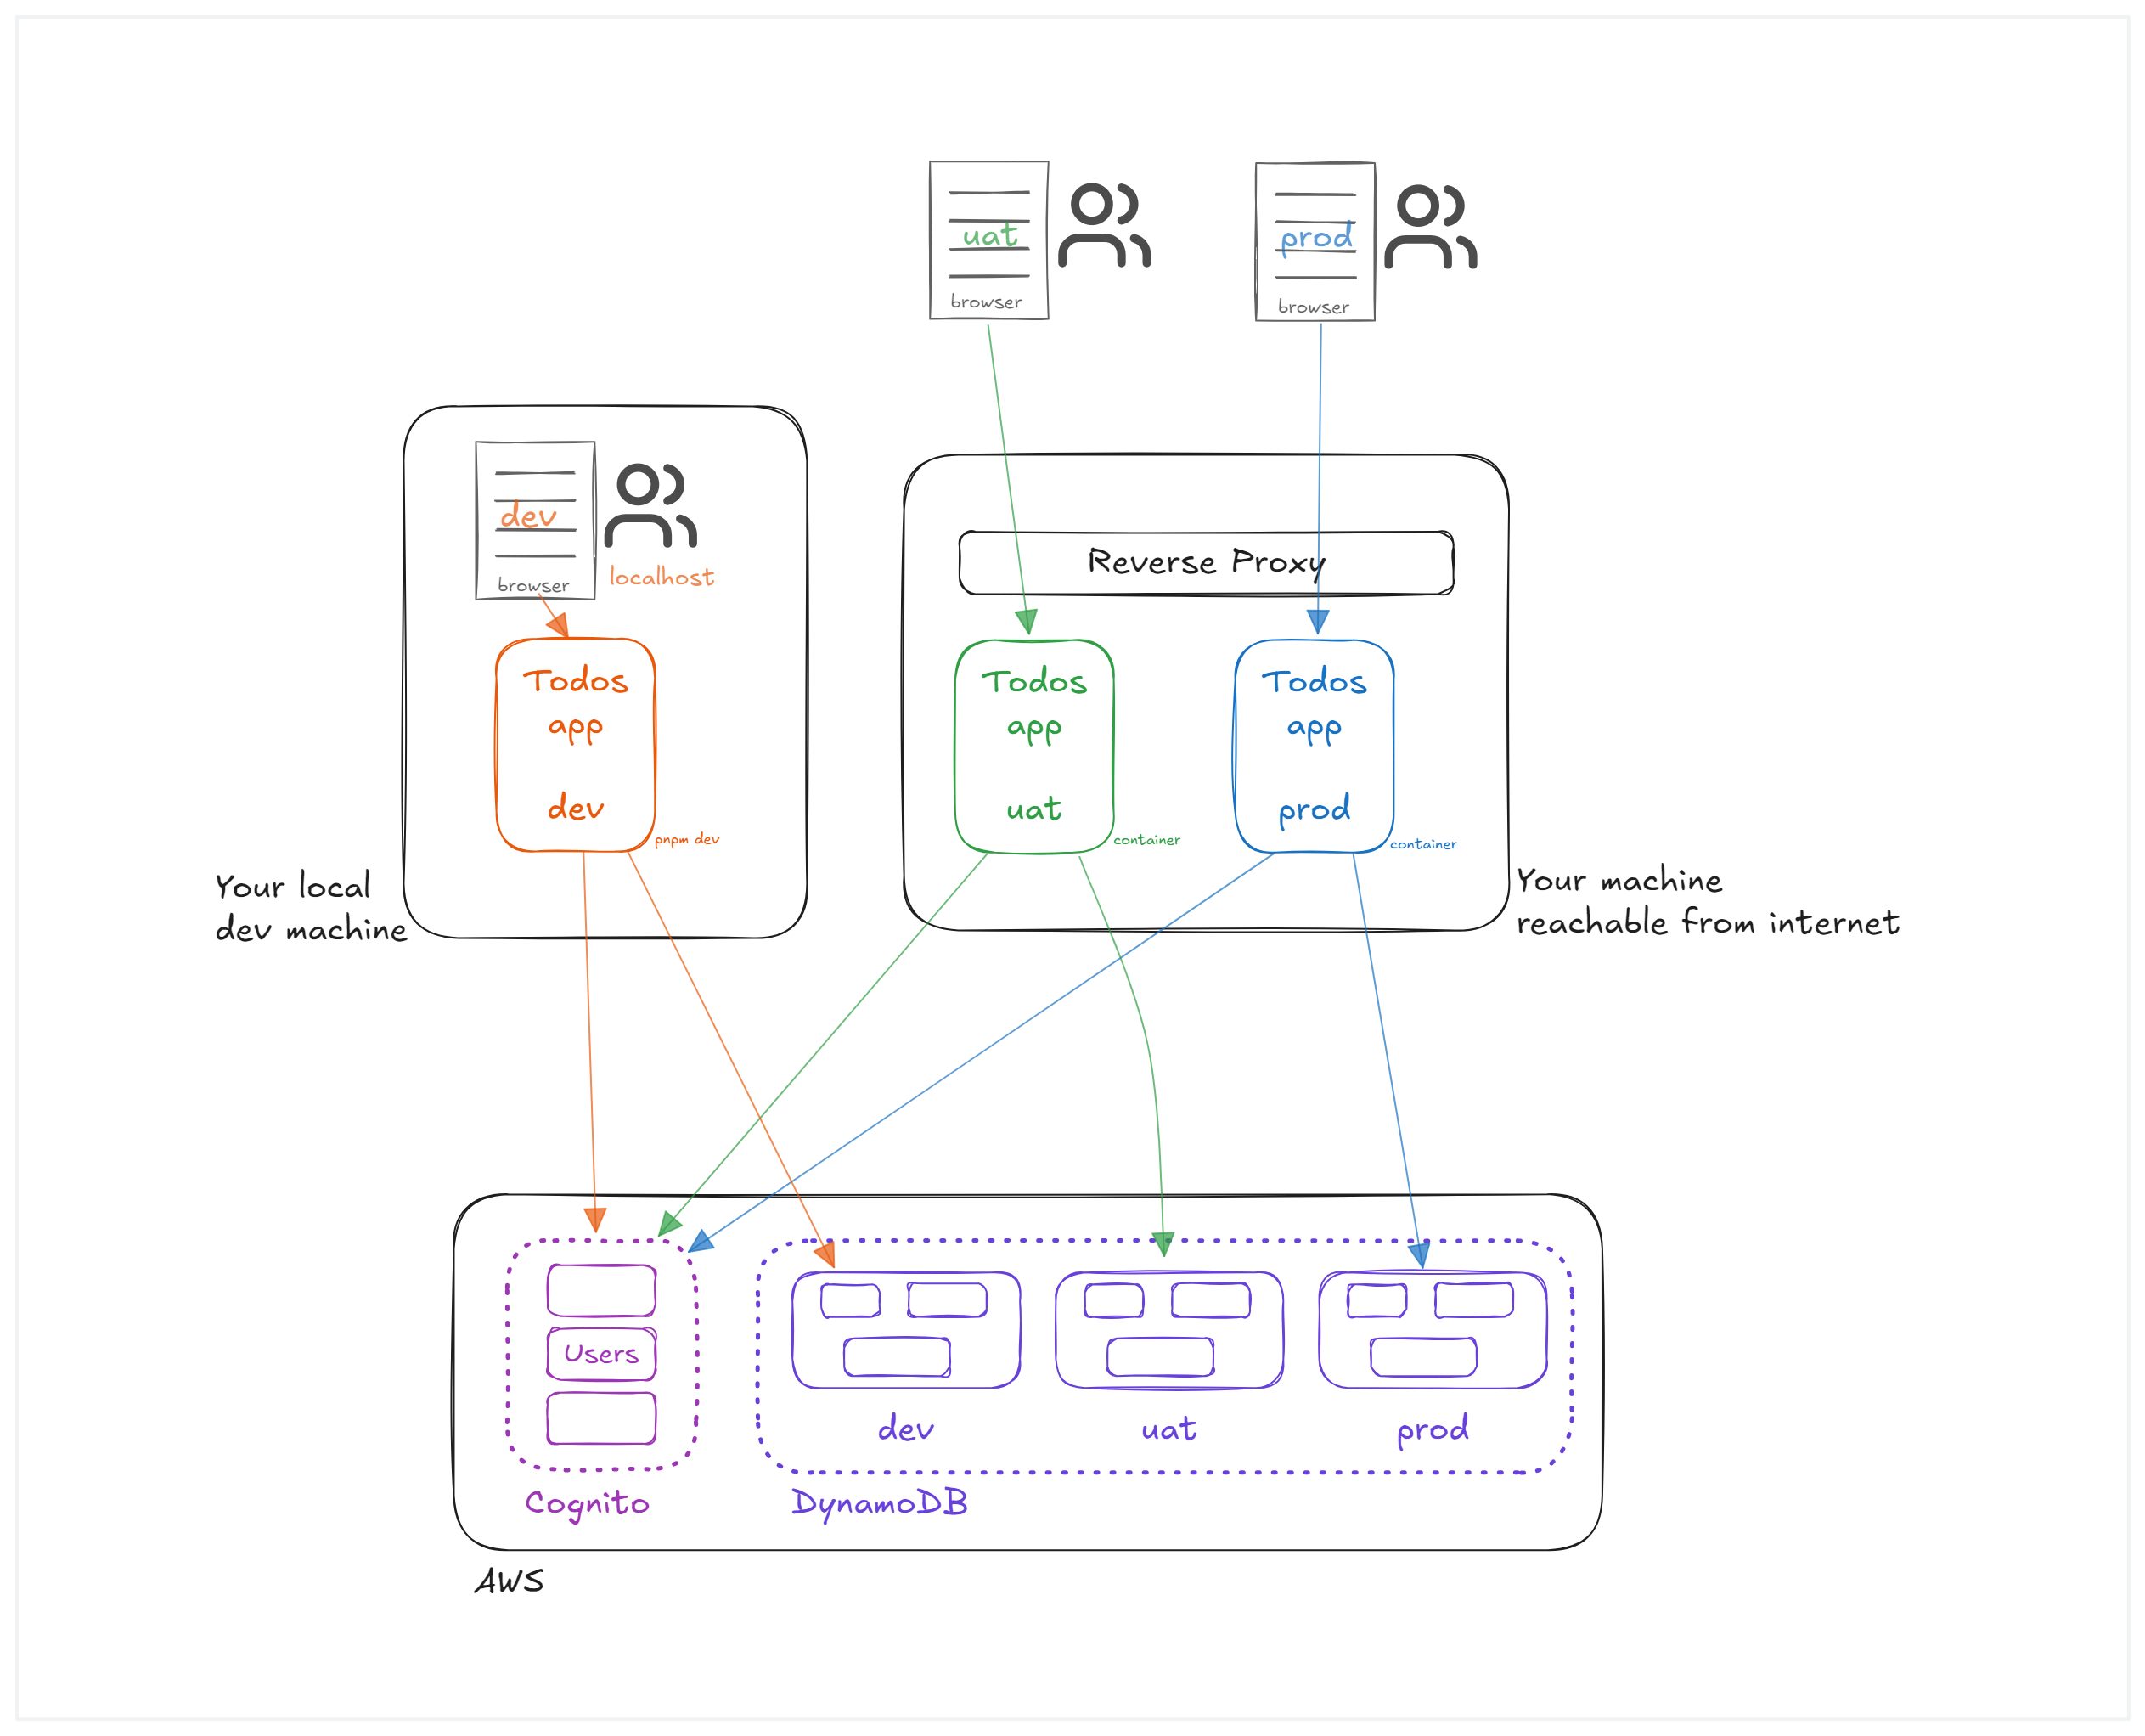 uat
browser
prod
browser
dev
browser
localhost
Reverse Proxy
Todos
app
dev
pnpm dev
Todos
app
uat
container
Todos
app
prod
container
Your local
dev machine
Your machine
reachable from internet
Users
dev
uat
prod
Cognito
DynamoDB
AWS